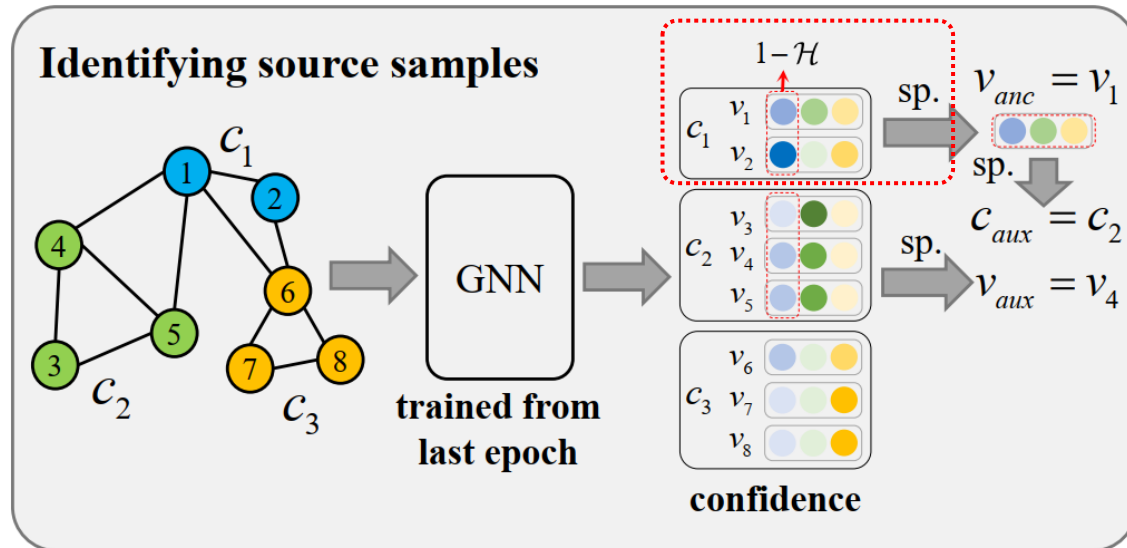 Identifying source samples
1
2
3
4
5
6
7
8
c₁
c₂
c₃
GNN
trained from
last epoch
1−ℋ
c₁
v₁
v₂
c₂
v₃
v₄
v₅
c₃
v₆
v₇
v₈
confidence
sp.
v_anc = v₁
sp.
c_aux = c₂
sp.
v_aux = v₄